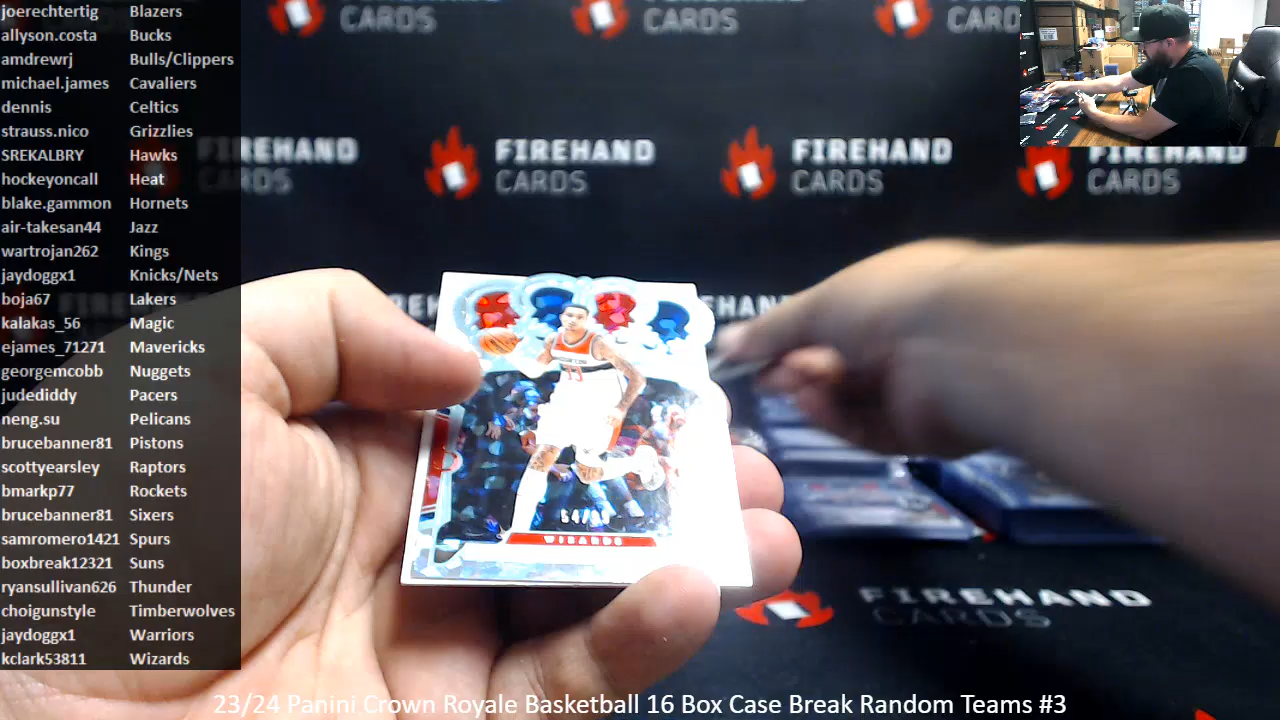 joerechtertig Blazers
allyson.costa Bucks
amdrewrj Bulls/Clippers
michael.james Cavaliers
dennis Celtics
strauss.nico Grizzlies
SREKALBRY Hawks
hockeyoncall Heat
blake.gammon Hornets
air-takesan44 Jazz
wartrojan262 Kings
jaydoggx1 Knicks/Nets
boja67 Lakers
kalakas_56 Magic
ejames_71271 Mavericks
georgemcobb Nuggets
judediddy Pacers
neng.su Pelicans
brucebanner81 Pistons
scottyearsley Raptors
bmarkp77 Rockets
brucebanner81 Sixers
samromero1421 Spurs
boxbreak12321 Suns
ryansullivan626 Thunder
choigunstyle Timberwolves
jaydoggx1 Warriors
kclark53811 Wizards
CARDS
CARDS
CARDS
FIREHAND
CARDS
FIREHAND
CARDS
FIREHAND
CARDS
FIREHAND
CARDS
WIZARDS
FIREHAND
CARDS
23/24 Panini Crown Royale Basketball 16 Box Case Break Random Teams #3